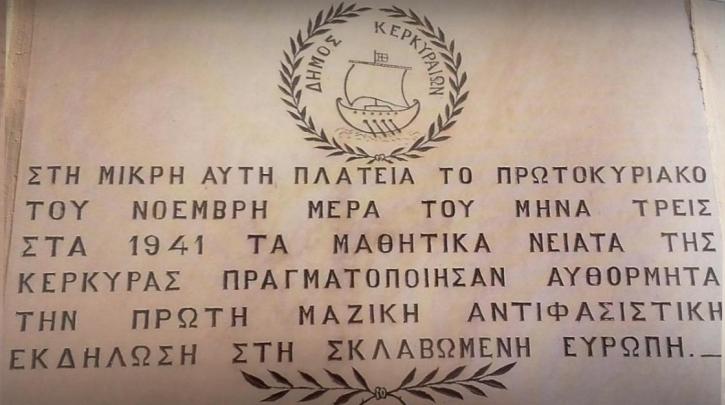 ΔΗΜΟΣ ΚΕΡΚΥΡΑΙΩΝ
ΣΤΗ ΜΙΚΡΗ ΑΥΤΗ ΠΛΑΤΕΙΑ ΤΟ ΠΡΩΤΟΚΥΡΙΑΚΟ
ΤΟΥ ΝΟΕΜΒΡΗ ΜΕΡΑ ΤΟΥ ΜΗΝΑ ΤΡΕΙΣ
ΣΤΑ 1941 ΤΑ ΜΑΘΗΤΙΚΑ ΝΕΙΑΤΑ ΤΗΣ
ΚΕΡΚΥΡΑΣ ΠΡΑΓΜΑΤΟΠΟΙΗΣΑΝ ΑΥΘΟΡΜΗΤΑ
ΤΗΝ ΠΡΩΤΗ ΜΑΖΙΚΗ ΑΝΤΙΦΑΣΙΣΤΙΚΗ
ΕΚΔΗΛΩΣΗ ΣΤΗ ΣΚΛΑΒΩΜΕΝΗ ΕΥΡΩΠΗ._